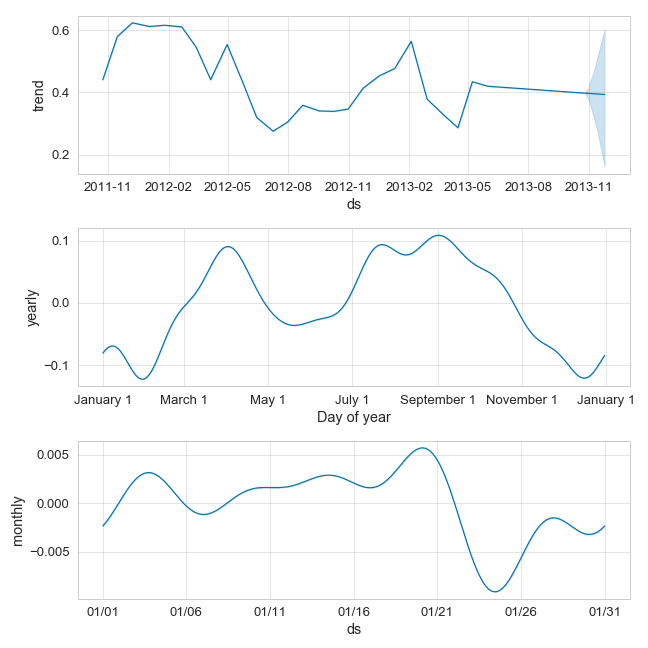 0.6
0.4
0.2
trend
2011-11 2012-02 2012-05 2012-08 2012-11 2013-02 2013-05 2013-08 2013-11
ds
0.1
0.0
−0.1
yearly
January 1 March 1 May 1 July 1 September 1 November 1 January 1
Day of year
0.005
0.000
−0.005
monthly
01/01 01/06 01/11 01/16 01/21 01/26 01/31
ds